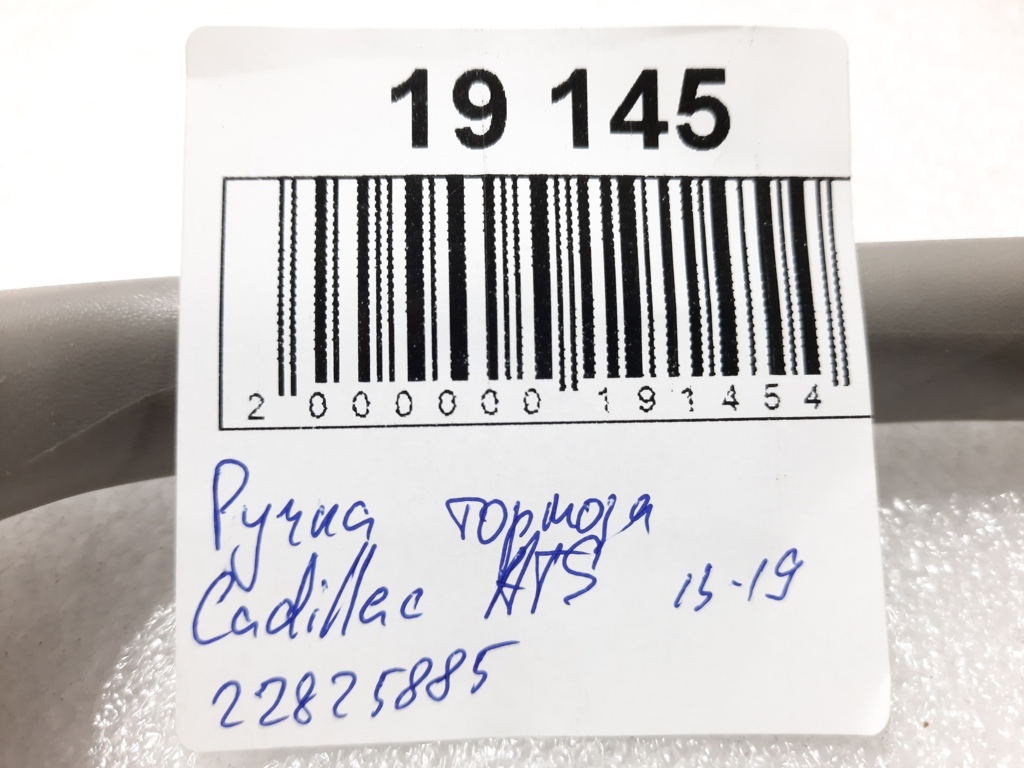 19 145
2 000000 191454
Ручка тормоза
Cadillac ATS 13-19
22825885